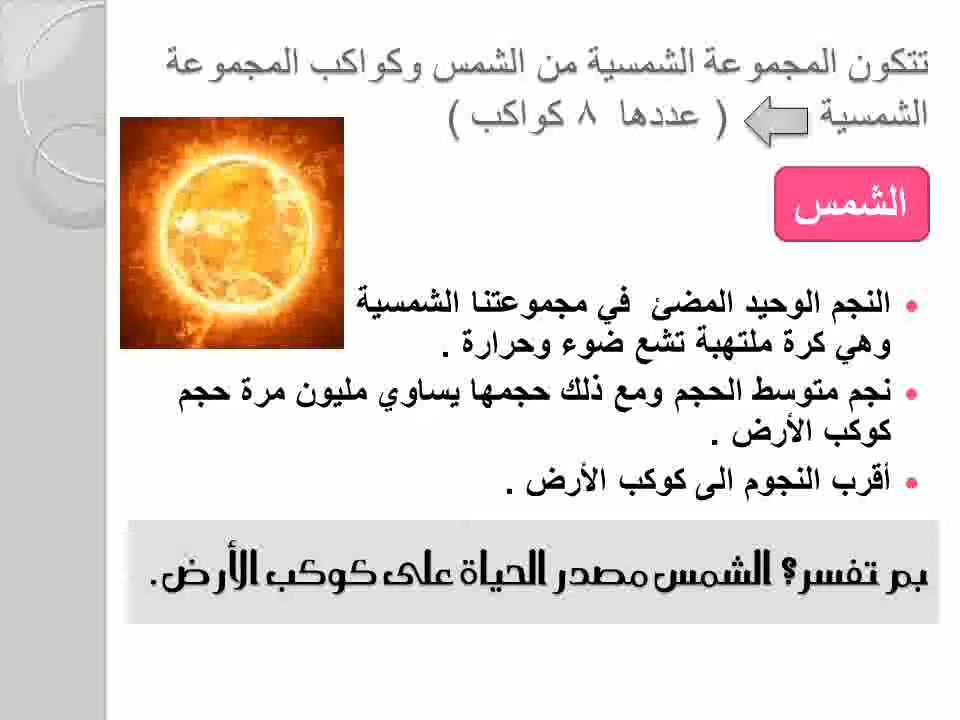 تتكون المجموعة الشمسية من الشمس وكواكب المجموعة
الشمسية ( عددها ٨ كواكب )
الشمس
• النجم الوحيد المضئ في مجموعتنا الشمسية
وهي كرة ملتهبة تشع ضوء وحرارة .
• نجم متوسط الحجم ومع ذلك حجمها يساوي مليون مرة حجم
كوكب الأرض .
• أقرب النجوم الى كوكب الأرض .
بم تفسر؟ الشمس مصدر الحياة على كوكب الأرض.